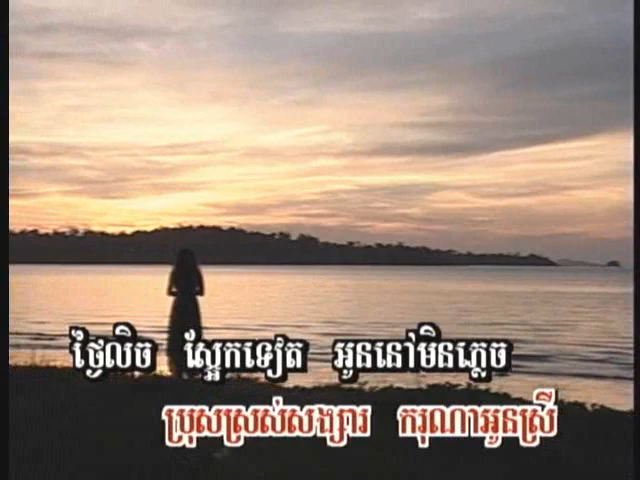 ថ្ងៃលិច ស្អែកទៀត អូននៅមិនភ្លេច
ប្រុសស្រស់សង្សារ ករុណាអូនស្រី